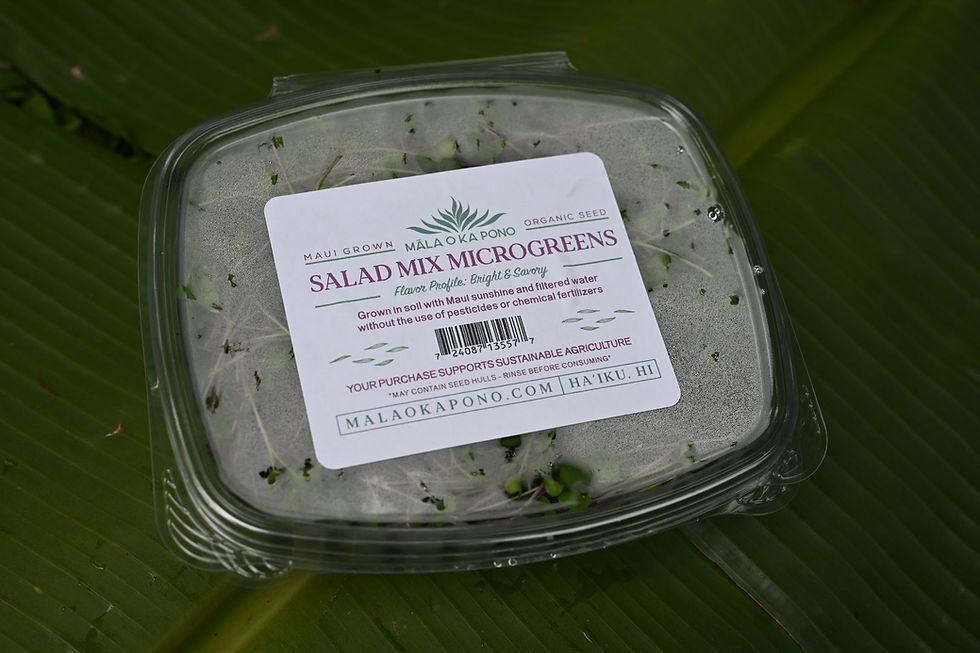 MAUI GROWN
MĀLA O KA PONO
ORGANIC SEED
SALAD MIX MICROGREENS
Flavor Profile: Bright & Savory
Grown in soil with Maui sunshine and filtered water
without the use of pesticides or chemical fertilizers
7 24087 13557 7
YOUR PURCHASE SUPPORTS SUSTAINABLE AGRICULTURE
*MAY CONTAIN SEED HULLS - RINSE BEFORE CONSUMING*
MALAOKAPONO.COM | HA'IKU. HI